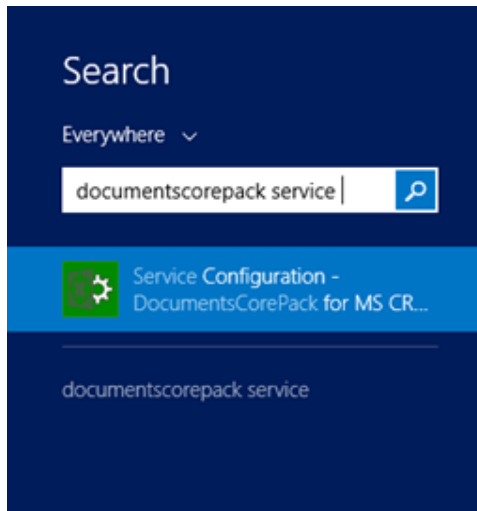 Search
Everywhere
documentscorepack service
Service Configuration -
DocumentsCorePack for MS CR...
documentscorepack service